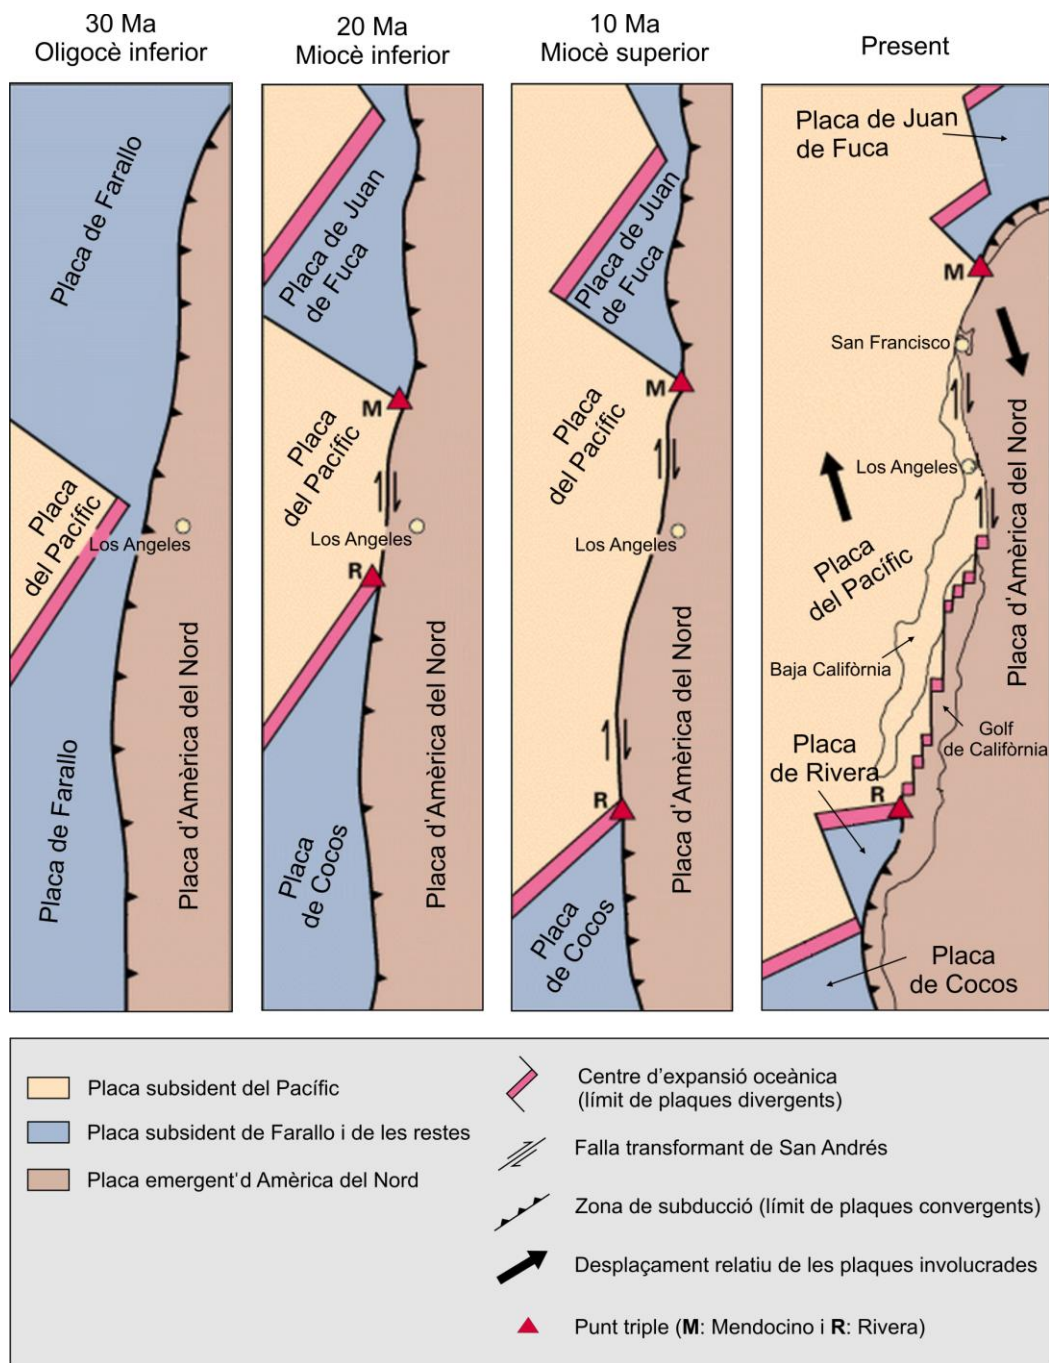 30 Ma
Oligocè inferior
Placa de Farallo
Placa
del Pacífic
Los Angeles
Placa de Farallo
Placa d'Amèrica del Nord
20 Ma
Miocè inferior
Placa de Juan
de Fuca
M
Placa
del Pacífic
Los Angeles
R
Placa
de Cocos
Placa d'Amèrica del Nord
10 Ma
Miocè superior
Placa de Juan
de Fuca
M
Placa
del Pacífic
Los Angeles
R
Placa
de Cocos
Placa d'Amèrica del Nord
Present
Placa de Juan
de Fuca
M
San Francisco
Los Angeles
Placa
del Pacífic
Placa d'Amèrica del Nord
Baja Califòrnia
Golf
de Califòrnia
Placa
de Rivera
R
Placa
de Cocos
Placa subsident del Pacífic
Placa subsident de Farallo i de les restes
Placa emergent'd Amèrica del Nord
Centre d'expansió oceànica
(límit de plaques divergents)
Falla transformant de San Andrés
Zona de subducció (límit de plaques convergents)
Desplaçament relatiu de les plaques involucrades
Punt triple (M: Mendocino i R: Rivera)